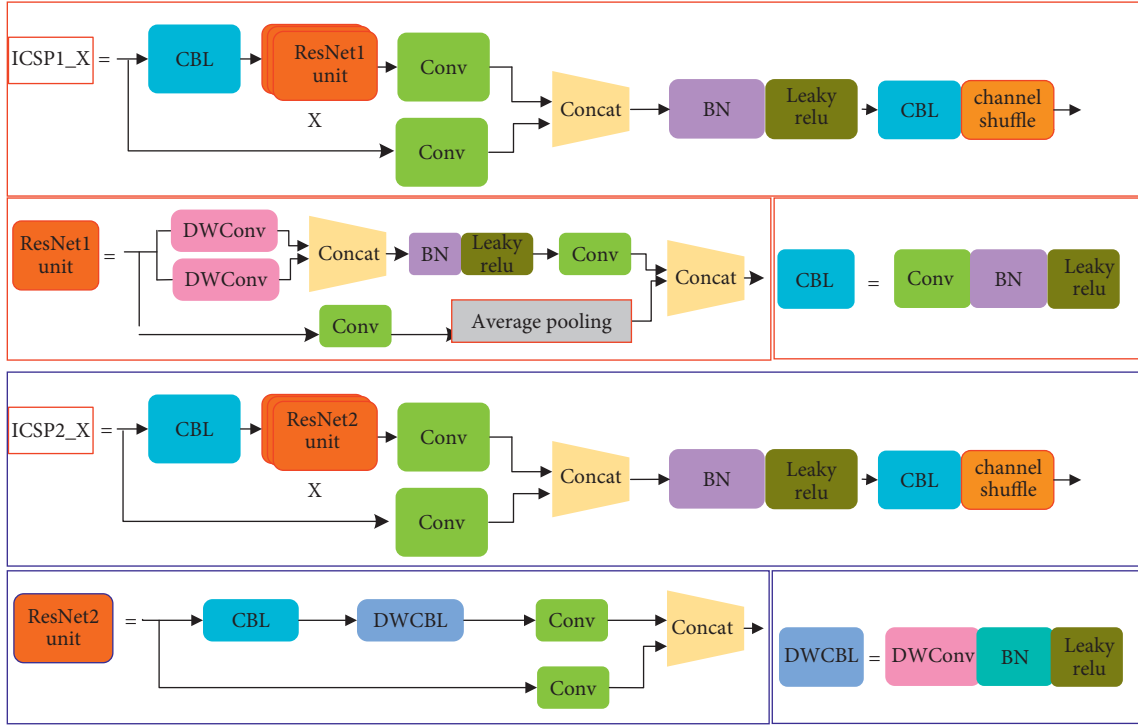 ICSP1_X =
CBL
ResNet1
unit
X
Conv
Conv
Concat
BN
Leaky
relu
CBL
channel
shuffle
ResNet1
unit
=
DWConv
DWConv
Concat
BN
Leaky
relu
Conv
Conv
Average pooling
Concat
CBL
=
Conv
BN
Leaky
relu
ICSP2_X =
CBL
ResNet2
unit
X
Conv
Conv
Concat
BN
Leaky
relu
CBL
channel
shuffle
ResNet2
unit
=
CBL
DWCBL
Conv
Conv
Concat
DWCBL
=
DWConv
BN
Leaky
relu